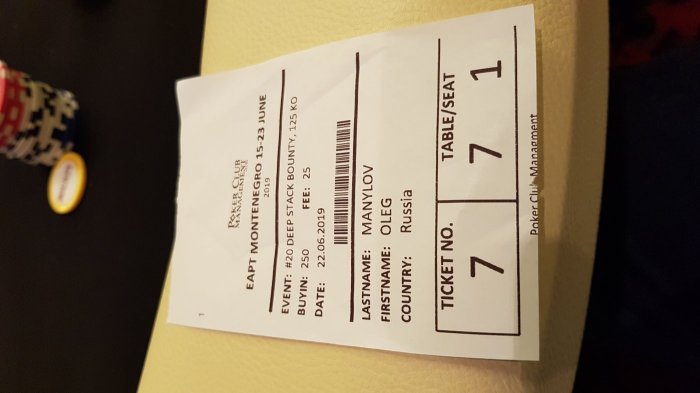 1
POKER CLUB
MANAGEMENT
2019
EAPT MONTENEGRO 15-23 JUNE
EVENT: #20 DEEP STACK BOUNTY, 125 KO
BUYIN: 250 FEE: 25
DATE: 22.06.2019
LASTNAME: MANYLOV
FIRSTNAME: OLEG
COUNTRY: Russia
TICKET NO. TABLE/SEAT
7 7 1
Poker Club Managment